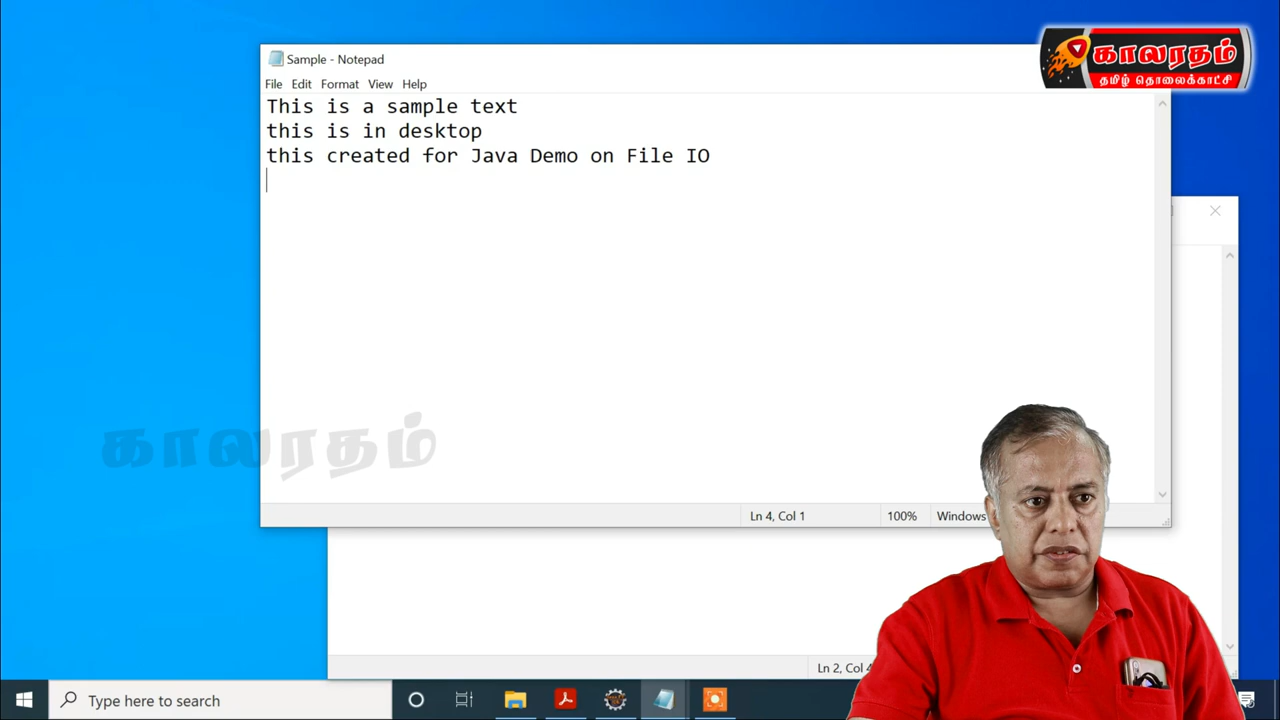 காலரதம்
தமிழ் தொலைக்காட்சி
Sample - Notepad
File Edit Format View Help
This is a sample text
this is in desktop
this created for Java Demo on File IO
காலரதம்
Ln 4, Col 1
100%
Windows
Ln 2, Col 4
Type here to search